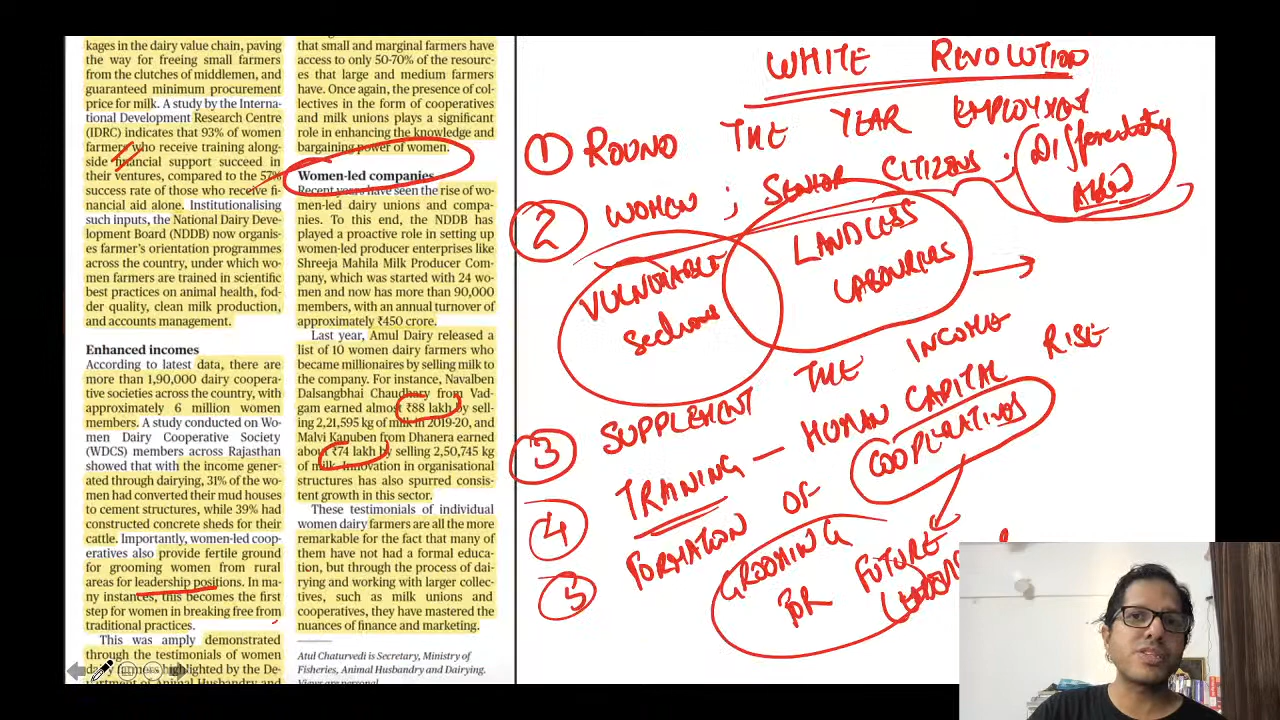 kages in the dairy value chain, paving
the way for freeing small farmers
from the clutches of middlemen, and
guaranteed minimum procurement
price for milk. A study by the Interna-
tional Development Research Centre
(IDRC) indicates that 93% of women
farmers who receive training along-
side financial support succeed in
their ventures, compared to the 57%
success rate of those who receive fi-
nancial aid alone. Institutionalising
such inputs, the National Dairy Deve-
lopment Board (NDDB) now organis-
es farmer's orientation programmes
across the country, under which wo-
men farmers are trained in scientific
best practices on animal health, fod-
der quality, clean milk production,
and accounts management.
Enhanced incomes
According to latest data, there are
more than 1,90,000 dairy coopera-
tive societies across the country, with
approximately 6 million women
members. A study conducted on Wo-
men Dairy Cooperative Society
(WDCS) members across Rajasthan
showed that with the income gener-
ated through dairying, 31% of the wo-
men had converted their mud houses
to cement structures, while 39% had
constructed concrete sheds for their
cattle. Importantly, women-led coop-
eratives also provide fertile ground
for grooming women from rural
areas for leadership positions. In ma-
ny instances, this becomes the first
step for women in breaking free from
traditional practices.
This was amply demonstrated
through the testimonials of women
dairy farmers highlighted by the De-
partment of Animal Husbandry and
that small and marginal farmers have
access to only 50-70% of the resourc-
es that large and medium farmers
have. Once again, the presence of col-
lectives in the form of cooperatives
and milk unions plays a significant
role in enhancing the knowledge and
bargaining power of women.
Women-led companies
Recent years have seen the rise of wo-
men-led dairy unions and compa-
nies. To this end, the NDDB has
played a proactive role in setting up
women-led producer enterprises like
Shreeja Mahila Milk Producer Com-
pany, which was started with 24 wo-
men and now has more than 90,000
members, with an annual turnover of
approximately ₹450 crore.
Last year, Amul Dairy released a
list of 10 women dairy farmers who
became millionaires by selling milk to
the company. For instance, Navalben
Dalsangbhai Chaudhary from Vad-
gam earned almost ₹88 lakh by sell-
ing 2,21,595 kg of milk in 2019-20, and
Malvi Kanuben from Dhanera earned
about ₹74 lakh by selling 2,50,745 kg
of milk. Innovation in organisational
structures has also spurred consis-
tent growth in this sector.
These testimonials of individual
women dairy farmers are all the more
remarkable for the fact that many of
them have not had a formal educa-
tion, but through the process of dai-
rying and working with larger collec-
tives, such as milk unions and
cooperatives, they have mastered the
nuances of finance and marketing.
Atul Chaturvedi is Secretary, Ministry of
Fisheries, Animal Husbandry and Dairying.
Views are personal
WHITE REVOLUTION
1 ROUND THE YEAR EMPLOYMENT
2 WOMEN ; SENIOR CITIZENS ; Differently
ABLED
VULNERABLE
Sections
LANDLESS
LABOURERS
3 SUPPLEMENT THE INCOME
4 TRAINING – HUMAN CAPITAL RISE
5 FORMATION OF COOPERATIVES
GROOMING
FOR FUTURE